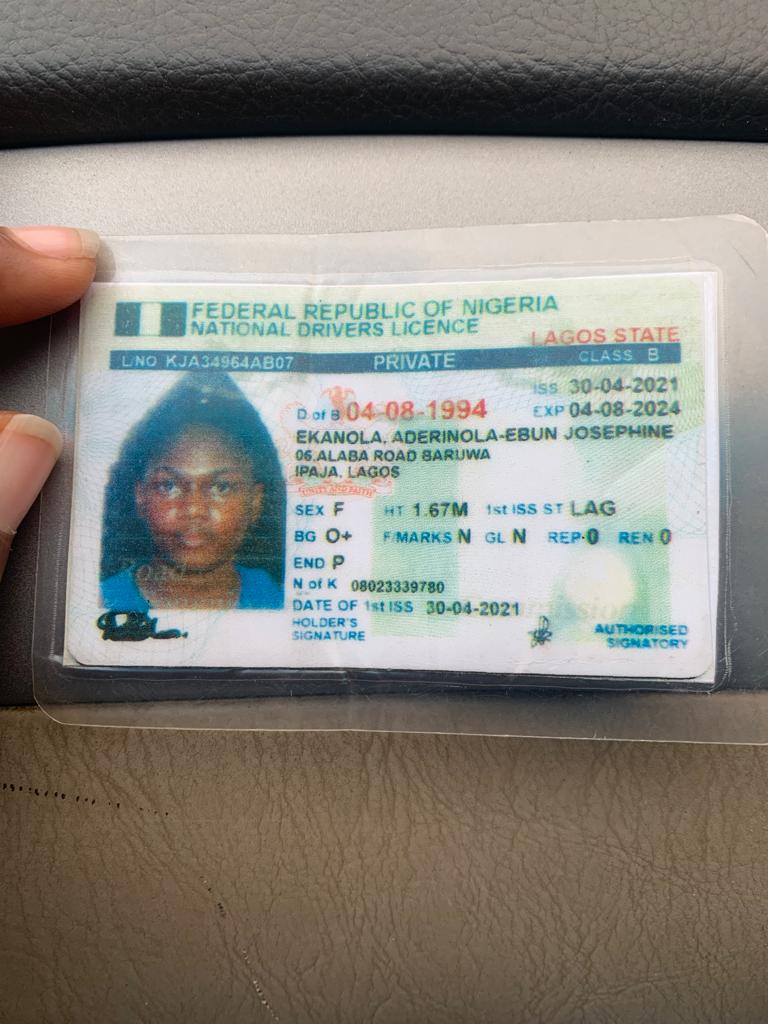 FEDERAL REPUBLIC OF NIGERIA
NATIONAL DRIVERS LICENCE
LAGOS STATE
L/NO KJA34964AB07 PRIVATE CLASS B
ISS 30-04-2021
D. of B 04-08-1994 EXP 04-08-2024
EKANOLA, ADERINOLA-EBUN JOSEPHINE
06,ALABA ROAD BARUWA
IPAJA, LAGOS
UNITY AND FAITH
SEX F HT 1.67M 1st ISS ST LAG
BG O+ F/MARKS N GL N REP 0 REN 0
END P
N of K 08023339780
DATE OF 1st ISS 30-04-2021
HOLDER'S
SIGNATURE
AUTHORISED
SIGNATORY